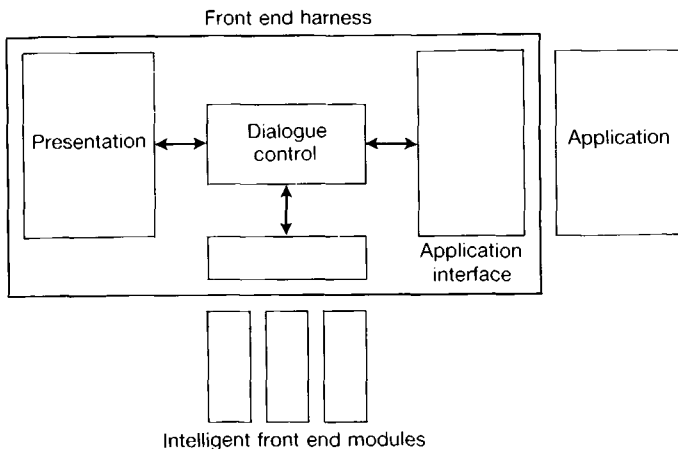 Front end harness
Presentation
Dialogue
control
Application
Application
interface
Intelligent front end modules